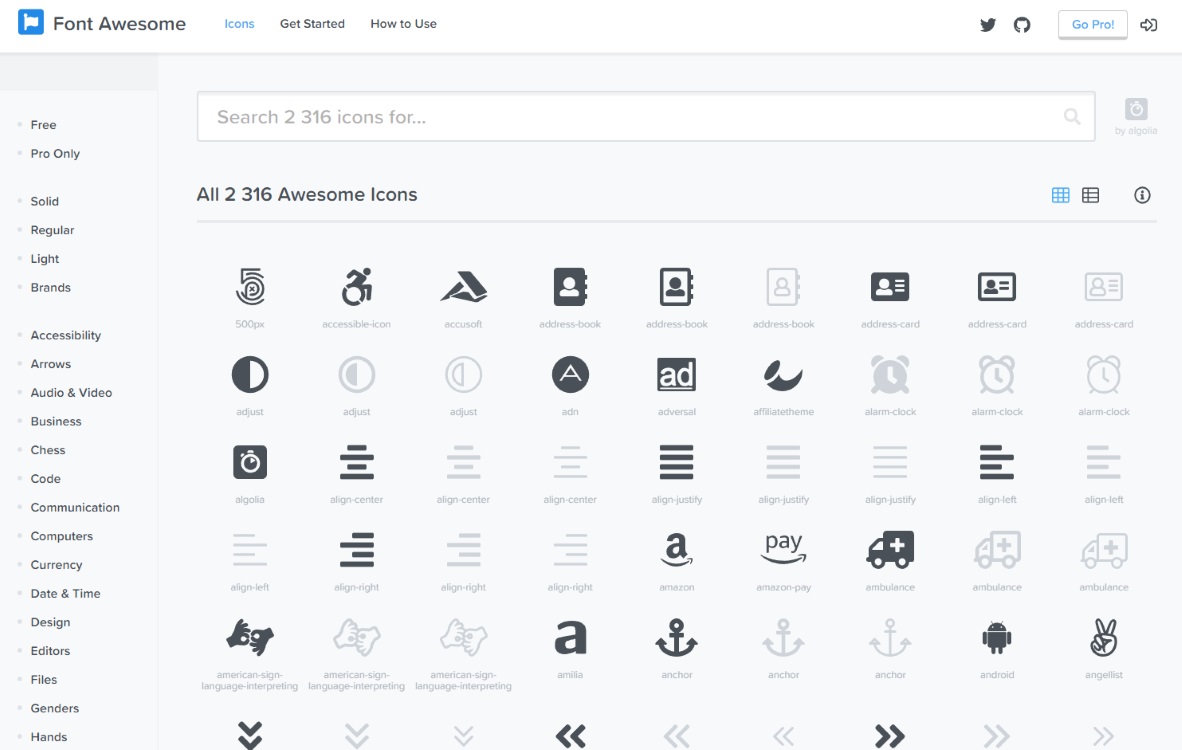 Font Awesome
Icons
Get Started
How to Use
Go Pro!
Free
Pro Only
Solid
Regular
Light
Brands
Accessibility
Arrows
Audio & Video
Business
Chess
Code
Communication
Computers
Currency
Date & Time
Design
Editors
Files
Genders
Hands
Search 2 316 icons for...
by algolia
All 2 316 Awesome Icons
500px
accessible-icon
accusoft
address-book
address-book
address-book
address-card
address-card
address-card
adjust
adjust
adjust
adn
ad
adversal
affiliatetheme
alarm-clock
alarm-clock
alarm-clock
algolia
align-center
align-center
align-center
align-justify
align-justify
align-justify
align-left
align-left
align-left
align-right
align-right
align-right
a
amazon
pay
amazon-pay
ambulance
ambulance
ambulance
american-sign-
language-interpreting
american-sign-
language-interpreting
american-sign-
language-interpreting
a
amilia
anchor
anchor
anchor
android
angellist